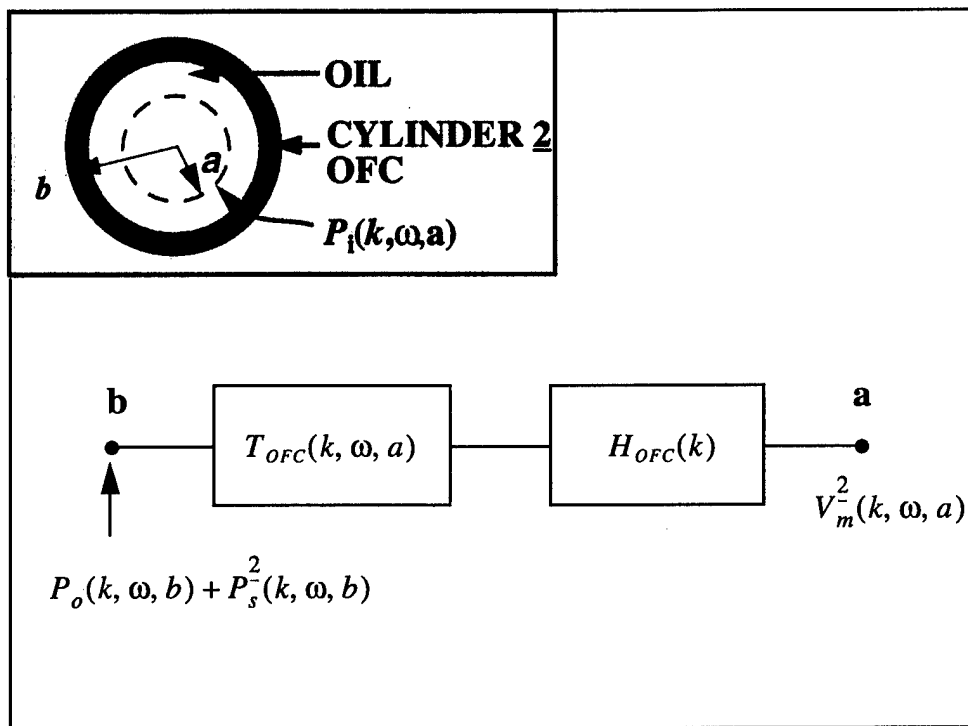 OIL
CYLINDER 2
OFC
a
b
P_i(k,ω,a)
b
a
T_OFC(k, ω, a)
H_OFC(k)
V_m^2(k, ω, a)
P_o(k, ω, b) + P_s^2(k, ω, b)